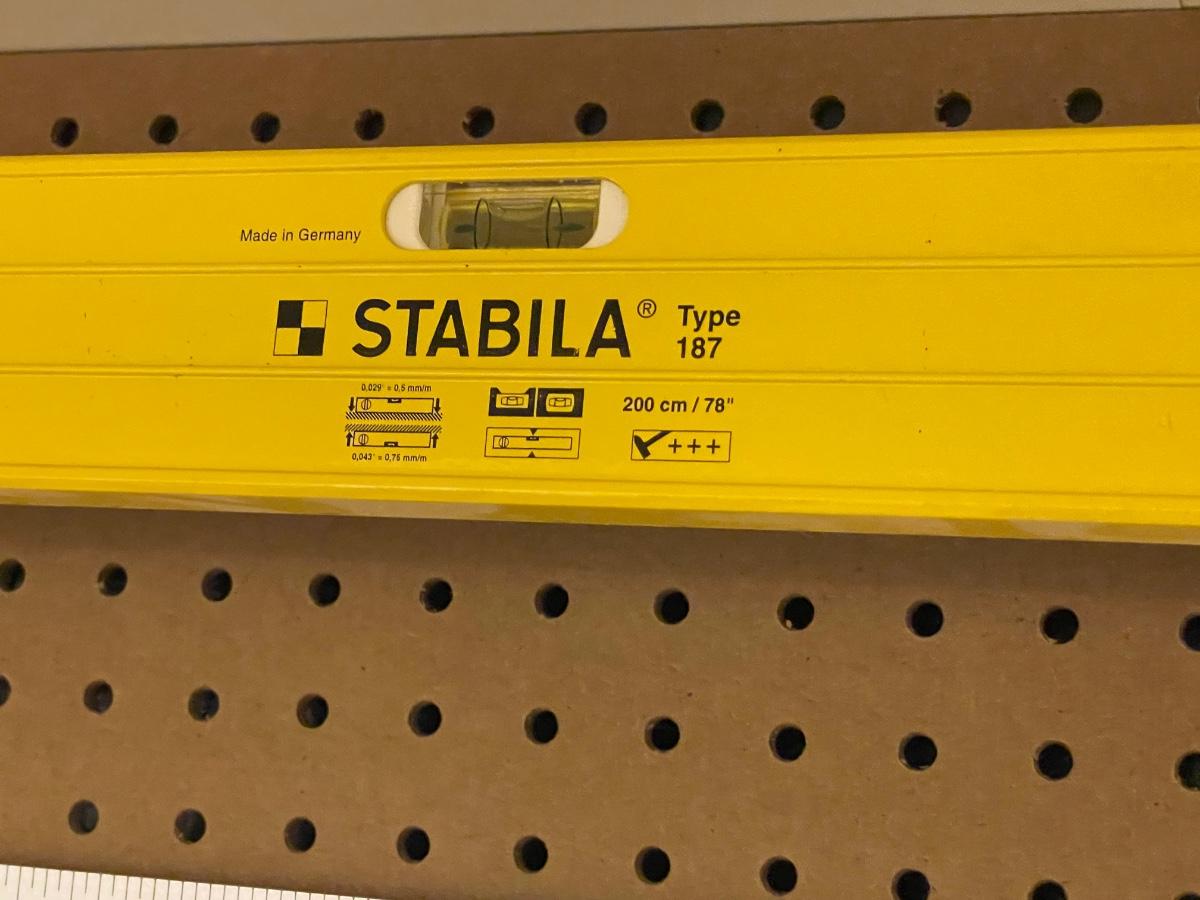 Made in Germany
STABILA® Type
187
0,029° = 0,5 mm/m
200 cm / 78"
+++
0,043° = 0,75 mm/m